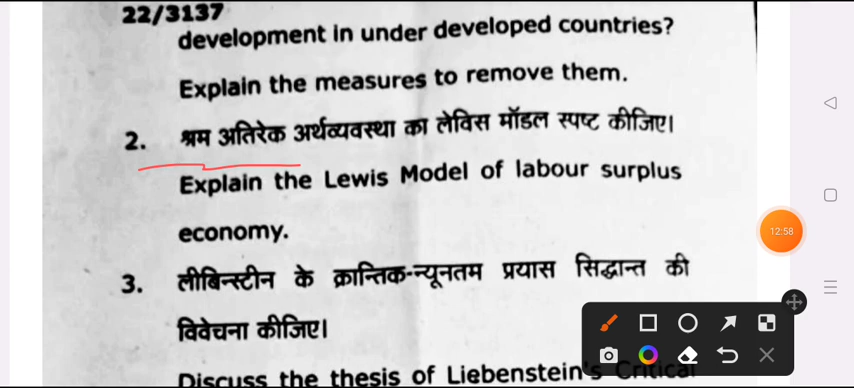 22/3137
development in under developed countries?
Explain the measures to remove them.
2. श्रम अतिरेक अर्थव्यवस्था का लेविस मॉडल स्पष्ट कीजिए।
Explain the Lewis Model of labour surplus
economy.
12:58
3. लीबिन्स्टीन के क्रान्तिक-न्यूनतम प्रयास सिद्धान्त की
विवेचना कीजिए।
Discuss the thesis of Liebenstein's Critical